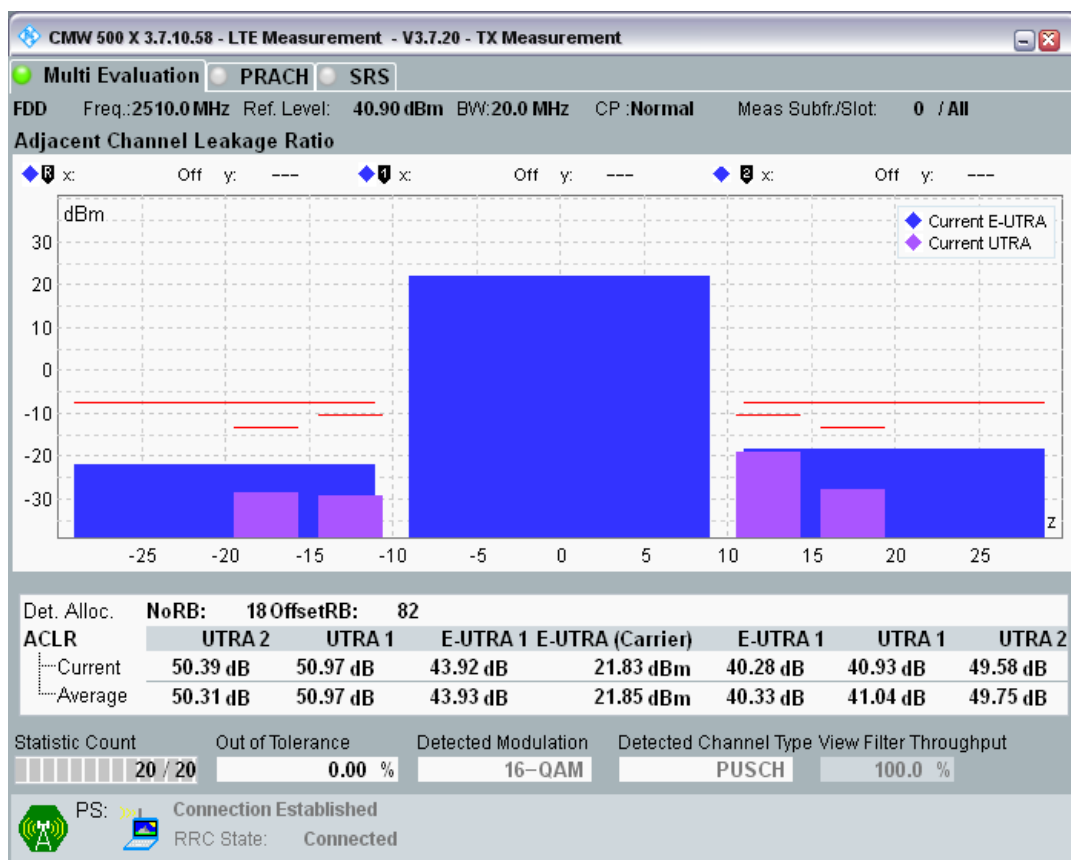 CMW 500 X 3.7.10.58 - LTE Measurement - V3.7.20 - TX Measurement
Multi Evaluation PRACH SRS
FDD Freq.:2510.0 MHz Ref. Level: 40.90 dBm BW:20.0 MHz CP :Normal Meas Subfr./Slot: 0 / All
Adjacent Channel Leakage Ratio
R x: Off y: --- 1 x: Off y: --- 2 x: Off y: ---
dBm
Current E-UTRA
Current UTRA
30
20
10
0
-10
-20
-30
z
-25 -20 -15 -10 -5 0 5 10 15 20 25
Det. Alloc. NoRB: 18 OffsetRB: 82
ACLR UTRA 2 UTRA 1 E-UTRA 1 E-UTRA (Carrier) E-UTRA 1 UTRA 1 UTRA 2
Current 50.39 dB 50.97 dB 43.92 dB 21.83 dBm 40.28 dB 40.93 dB 49.58 dB
Average 50.31 dB 50.97 dB 43.93 dB 21.85 dBm 40.33 dB 41.04 dB 49.75 dB
Statistic Count Out of Tolerance Detected Modulation Detected Channel Type View Filter Throughput
20 / 20 0.00 % 16-QAM PUSCH 100.0 %
PS: Connection Established
RRC State: Connected